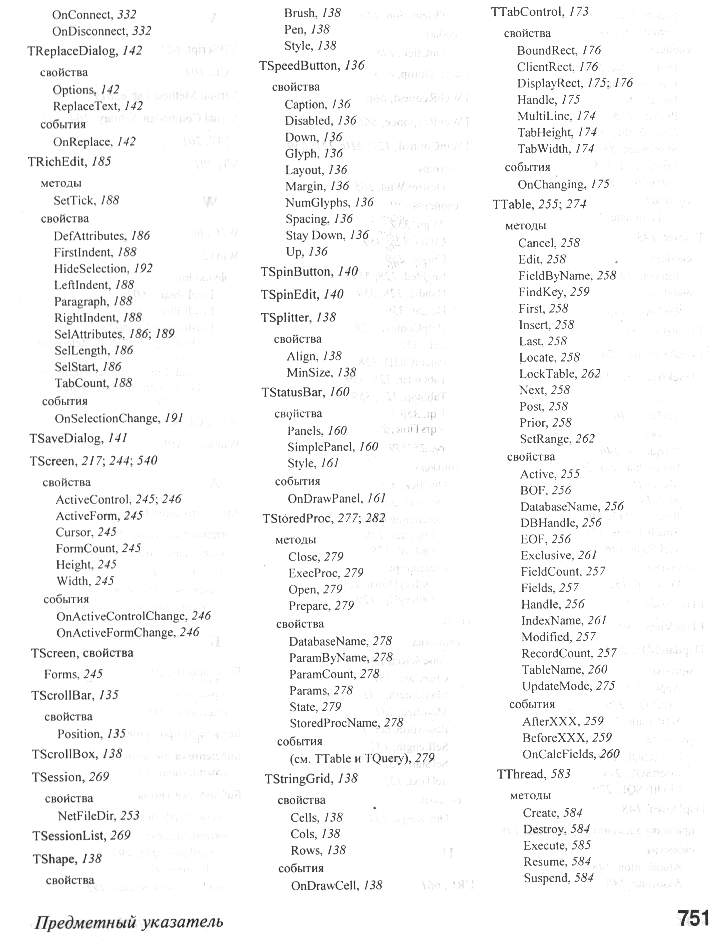 OnConnect, 332
OnDisconnect, 332
TReplaceDialog, 142
свойства
Options, 142
ReplaceText, 142
события
OnReplace, 142
TRichEdit, 185
методы
SetTick, 188
свойства
DefAttributes, 186
FirstIndent, 188
HideSelection, 192
LeftIndent, 188
Paragraph, 188
RightIndent, 188
SelAttributes, 186; 189
SelLength, 186
SelStart, 186
TabCount, 188
события
OnSelectionChange, 191
TSaveDialog, 141
TScreen, 217; 244; 540
свойства
ActiveControl, 245; 246
ActiveForm, 245
Cursor, 245
FormCount, 245
Height, 245
Width, 245
события
OnActiveControlChange, 246
OnActiveFormChange, 246
TScreen, свойства
Forms, 245
TScrollBar, 135
свойства
Position, 135
TScrollBox, 138
TSession, 269
свойства
NetFileDir, 253
TSessionList, 269
TShape, 138
свойства
Brush, 138
Pen, 138
Style, 138
TSpeedButton, 136
свойства
Caption, 136
Disabled, 136
Down, 136
Glyph, 136
Layout, 136
Margin, 136
NumGlyphs, 136
Spacing, 136
Stay Down, 136
Up, 136
TSpinButton, 140
TSpinEdit, 140
TSplitter, 138
свойства
Align, 138
MinSize, 138
TStatusBar, 160
свойства
Panels, 160
SimplePanel, 160
Style, 161
события
OnDrawPanel, 161
TStoredProc, 277; 282
методы
Close, 279
ExecProc, 279
Open, 279
Prepare, 279
свойства
DatabaseName, 278
ParamByName, 278
ParamCount, 278
Params, 278
State, 279
StoredProcName, 278
события
(см. TTable и TQuery), 279
TStringGrid, 138
свойства
Cells, 138
Cols, 138
Rows, 138
события
OnDrawCell, 138
TTabControl, 173
свойства
BoundRect, 176
ClientRect, 176
DisplayRect, 175; 176
Handle, 175
MultiLine, 174
TabHeight, 174
TabWidth, 174
события
OnChanging, 175
TTable, 255; 274
методы
Cancel, 258
Edit, 258
FieldByName, 258
FindKey, 259
First, 258
Insert, 258
Last, 258
Locate, 258
LockTable, 262
Next, 258
Post, 258
Prior, 258
SetRange, 262
свойства
Active, 255
BOF, 256
DatabaseName, 256
DBHandle, 256
EOF, 256
Exclusive, 261
FieldCount, 257
Fields, 257
Handle, 256
IndexName, 261
Modified, 257
RecordCount, 257
TableName, 260
UpdateMode, 275
события
AfterXXX, 259
BeforeXXX, 259
OnCalcFields, 260
TThread, 583
методы
Create, 584
Destroy, 584
Execute, 585
Resume, 584
Suspend, 584
Предметный указатель
751